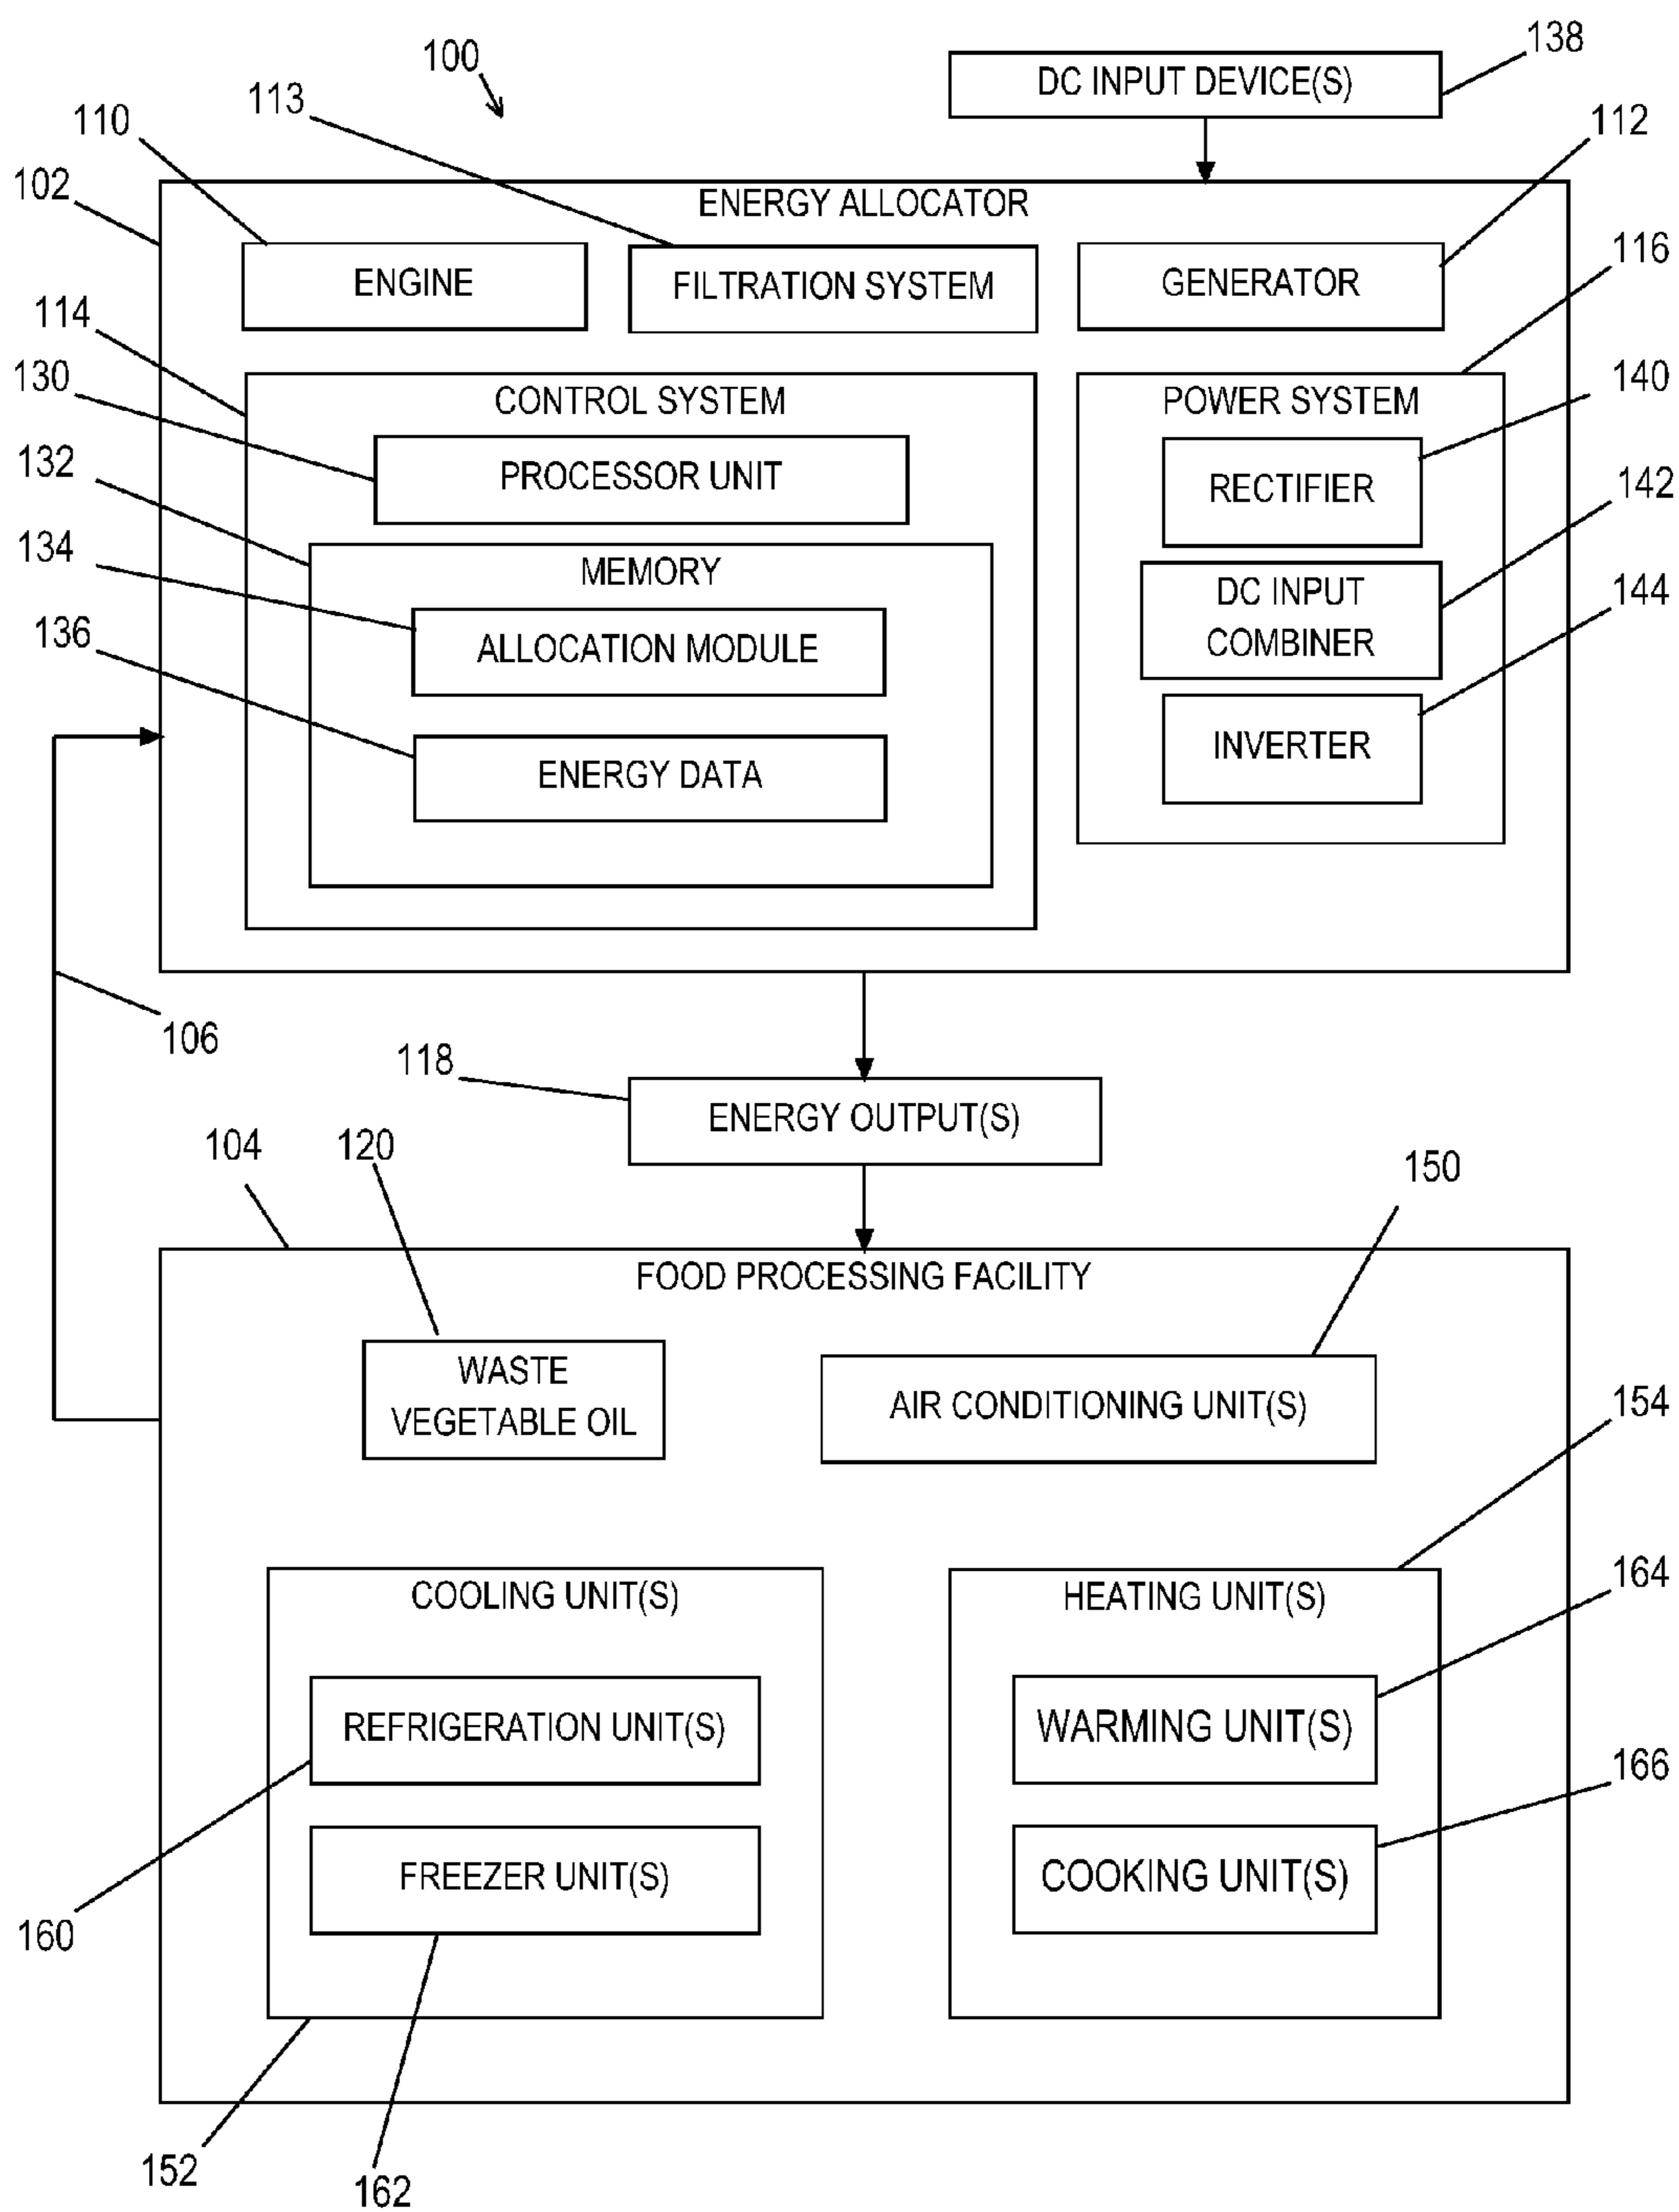 100
138
DC INPUT DEVICE(S)
113
110
112
102
ENERGY ALLOCATOR
116
ENGINE
FILTRATION SYSTEM
GENERATOR
114
130
CONTROL SYSTEM
POWER SYSTEM
140
PROCESSOR UNIT
RECTIFIER
132
142
134
MEMORY
DC INPUT
COMBINER
144
136
ALLOCATION MODULE
INVERTER
ENERGY DATA
106
118
ENERGY OUTPUT(S)
104
120
150
FOOD PROCESSING FACILITY
WASTE
VEGETABLE OIL
AIR CONDITIONING UNIT(S)
154
COOLING UNIT(S)
HEATING UNIT(S)
164
REFRIGERATION UNIT(S)
WARMING UNIT(S)
166
FREEZER UNIT(S)
COOKING UNIT(S)
160
152
162